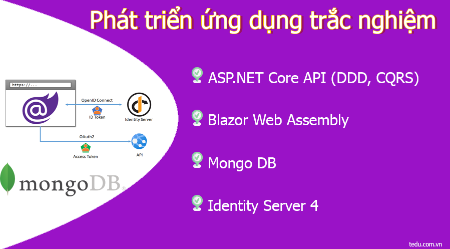 Phát triển ứng dụng trắc nghiệm
ASP.NET Core API (DDD, CQRS)
Blazor Web Assembly
Mongo DB
Identity Server 4
https://...
OpenID Connect
ID Token
Identity Server
OAuth2
Access Token
API
mongoDB
tedu.com.vn